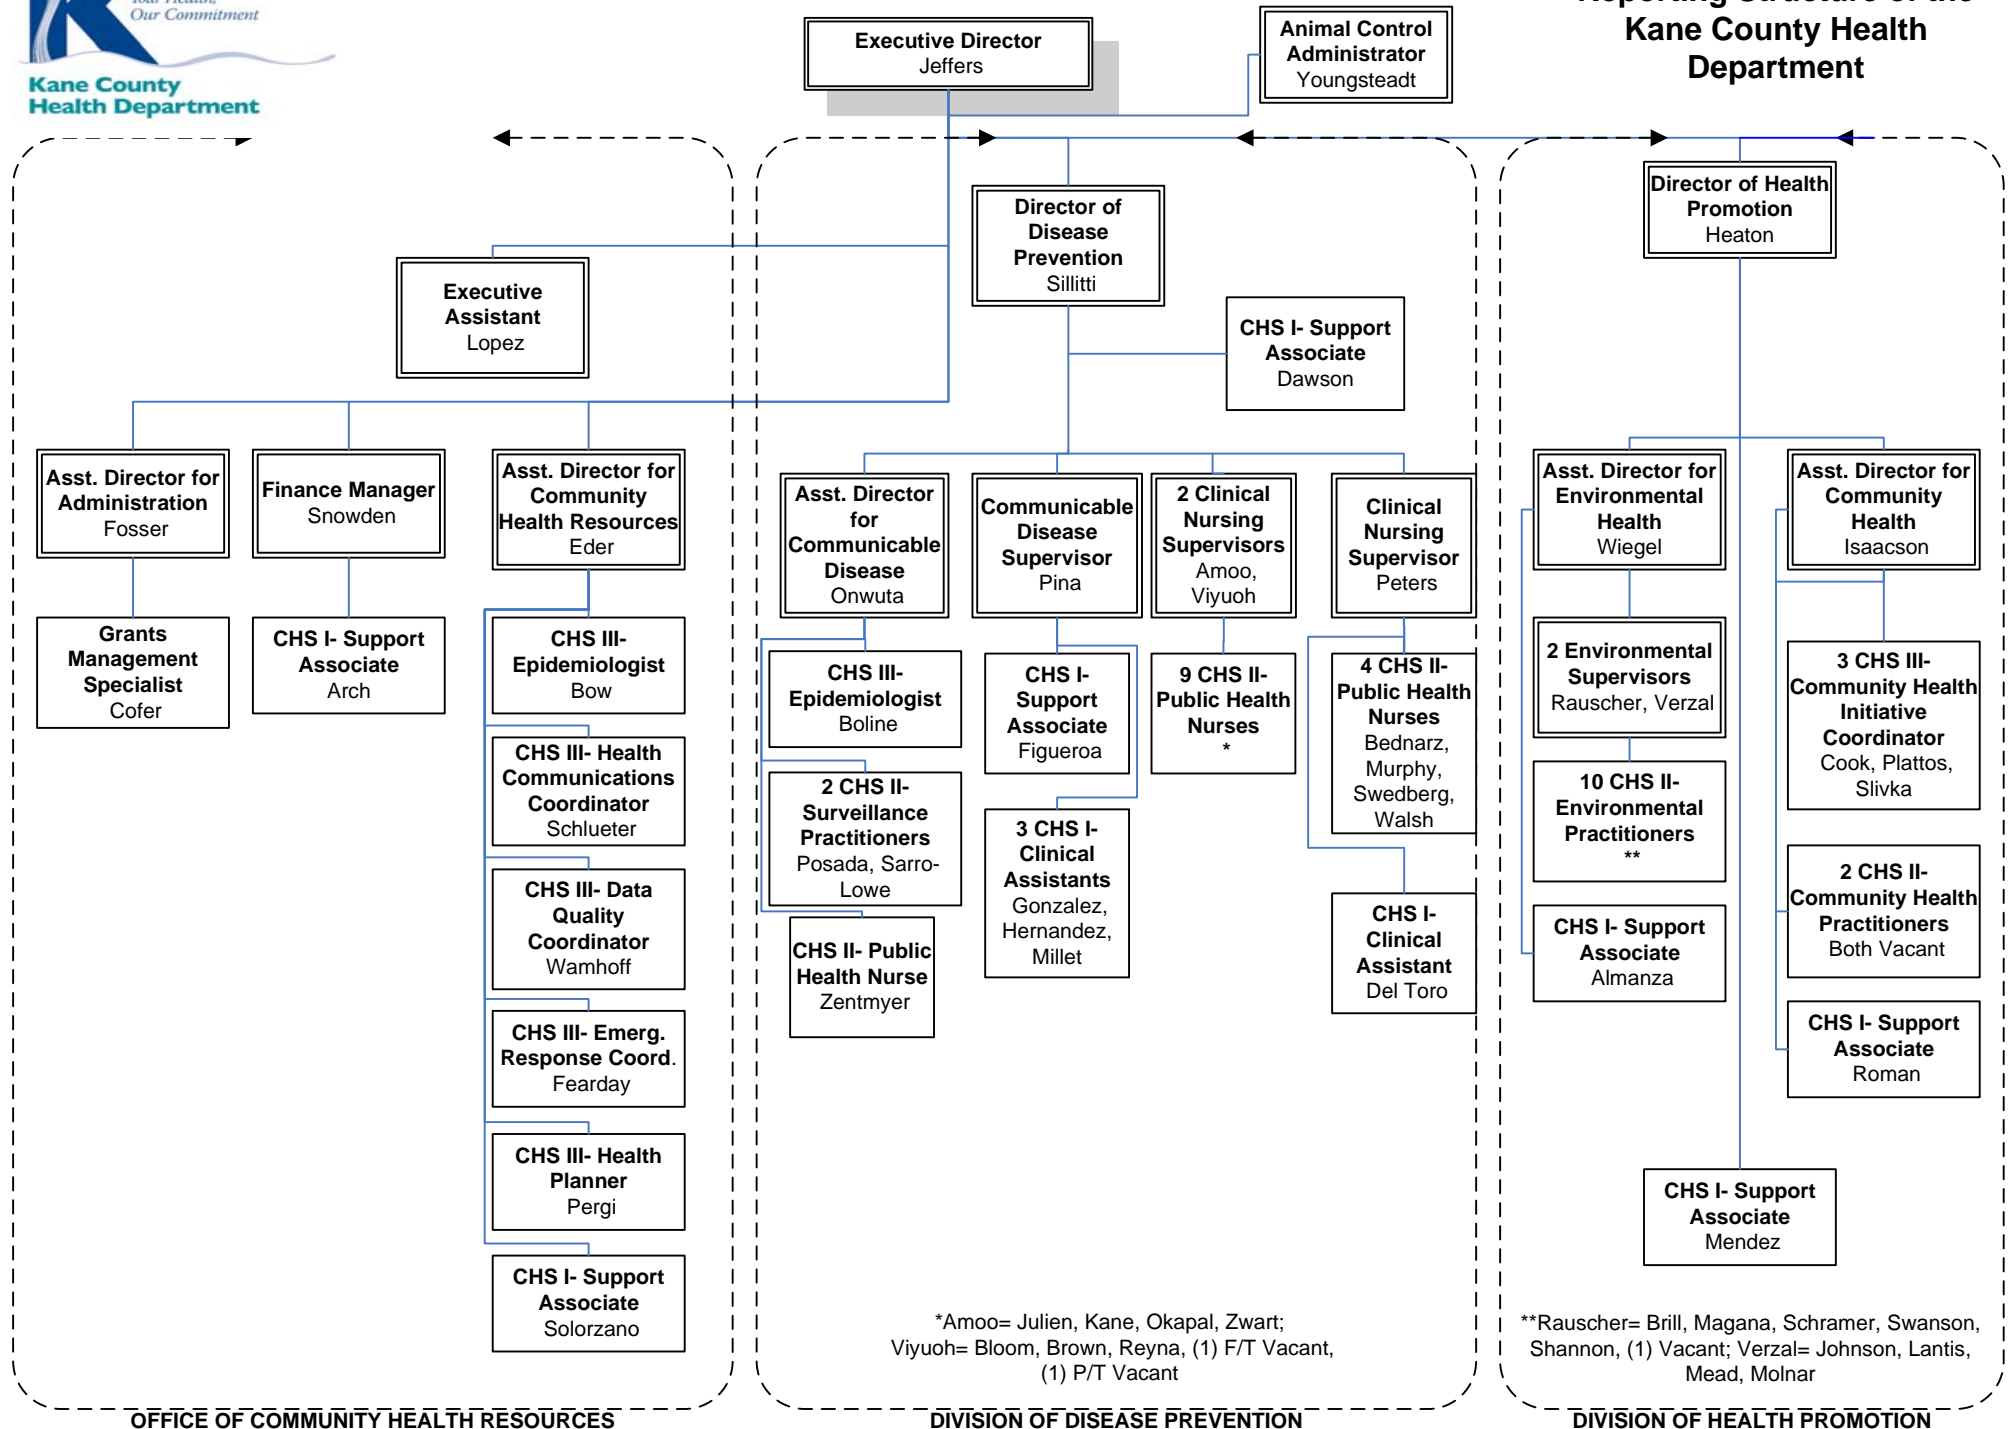 Your Health,
Our Commitment
Kane County
Health Department
Reporting Structure of the
Kane County Health
Department
Executive Director
Jeffers
Animal Control
Administrator
Youngsteadt
Executive
Assistant
Lopez
Asst. Director for
Administration
Fosser
Finance Manager
Snowden
Asst. Director for
Community
Health Resources
Eder
Grants
Management
Specialist
Cofer
CHS I- Support
Associate
Arch
CHS III-
Epidemiologist
Bow
CHS III- Health
Communications
Coordinator
Schlueter
CHS III- Data
Quality
Coordinator
Wamhoff
CHS III- Emerg.
Response Coord.
Fearday
CHS III- Health
Planner
Pergi
CHS I- Support
Associate
Solorzano
OFFICE OF COMMUNITY HEALTH RESOURCES
Director of
Disease
Prevention
Sillitti
CHS I- Support
Associate
Dawson
Asst. Director
for
Communicable
Disease
Onwuta
Communicable
Disease
Supervisor
Pina
2 Clinical
Nursing
Supervisors
Amoo,
Viyuoh
Clinical
Nursing
Supervisor
Peters
CHS III-
Epidemiologist
Boline
2 CHS II-
Surveillance
Practitioners
Posada, Sarro-
Lowe
CHS II- Public
Health Nurse
Zentmyer
CHS I-
Support
Associate
Figueroa
3 CHS I-
Clinical
Assistants
Gonzalez,
Hernandez,
Millet
9 CHS II-
Public Health
Nurses
*
4 CHS II-
Public Health
Nurses
Bednarz,
Murphy,
Swedberg,
Walsh
CHS I-
Clinical
Assistant
Del Toro
*Amoo= Julien, Kane, Okapal, Zwart;
Viyuoh= Bloom, Brown, Reyna, (1) F/T Vacant,
(1) P/T Vacant
DIVISION OF DISEASE PREVENTION
Director of Health
Promotion
Heaton
Asst. Director for
Environmental
Health
Wiegel
Asst. Director for
Community
Health
Isaacson
2 Environmental
Supervisors
Rauscher, Verzal
10 CHS II-
Environmental
Practitioners
**
CHS I- Support
Associate
Almanza
3 CHS III-
Community Health
Initiative
Coordinator
Cook, Plattos,
Slivka
2 CHS II-
Community Health
Practitioners
Both Vacant
CHS I- Support
Associate
Roman
CHS I- Support
Associate
Mendez
**Rauscher= Brill, Magana, Schramer, Swanson,
Shannon, (1) Vacant; Verzal= Johnson, Lantis,
Mead, Molnar
DIVISION OF HEALTH PROMOTION